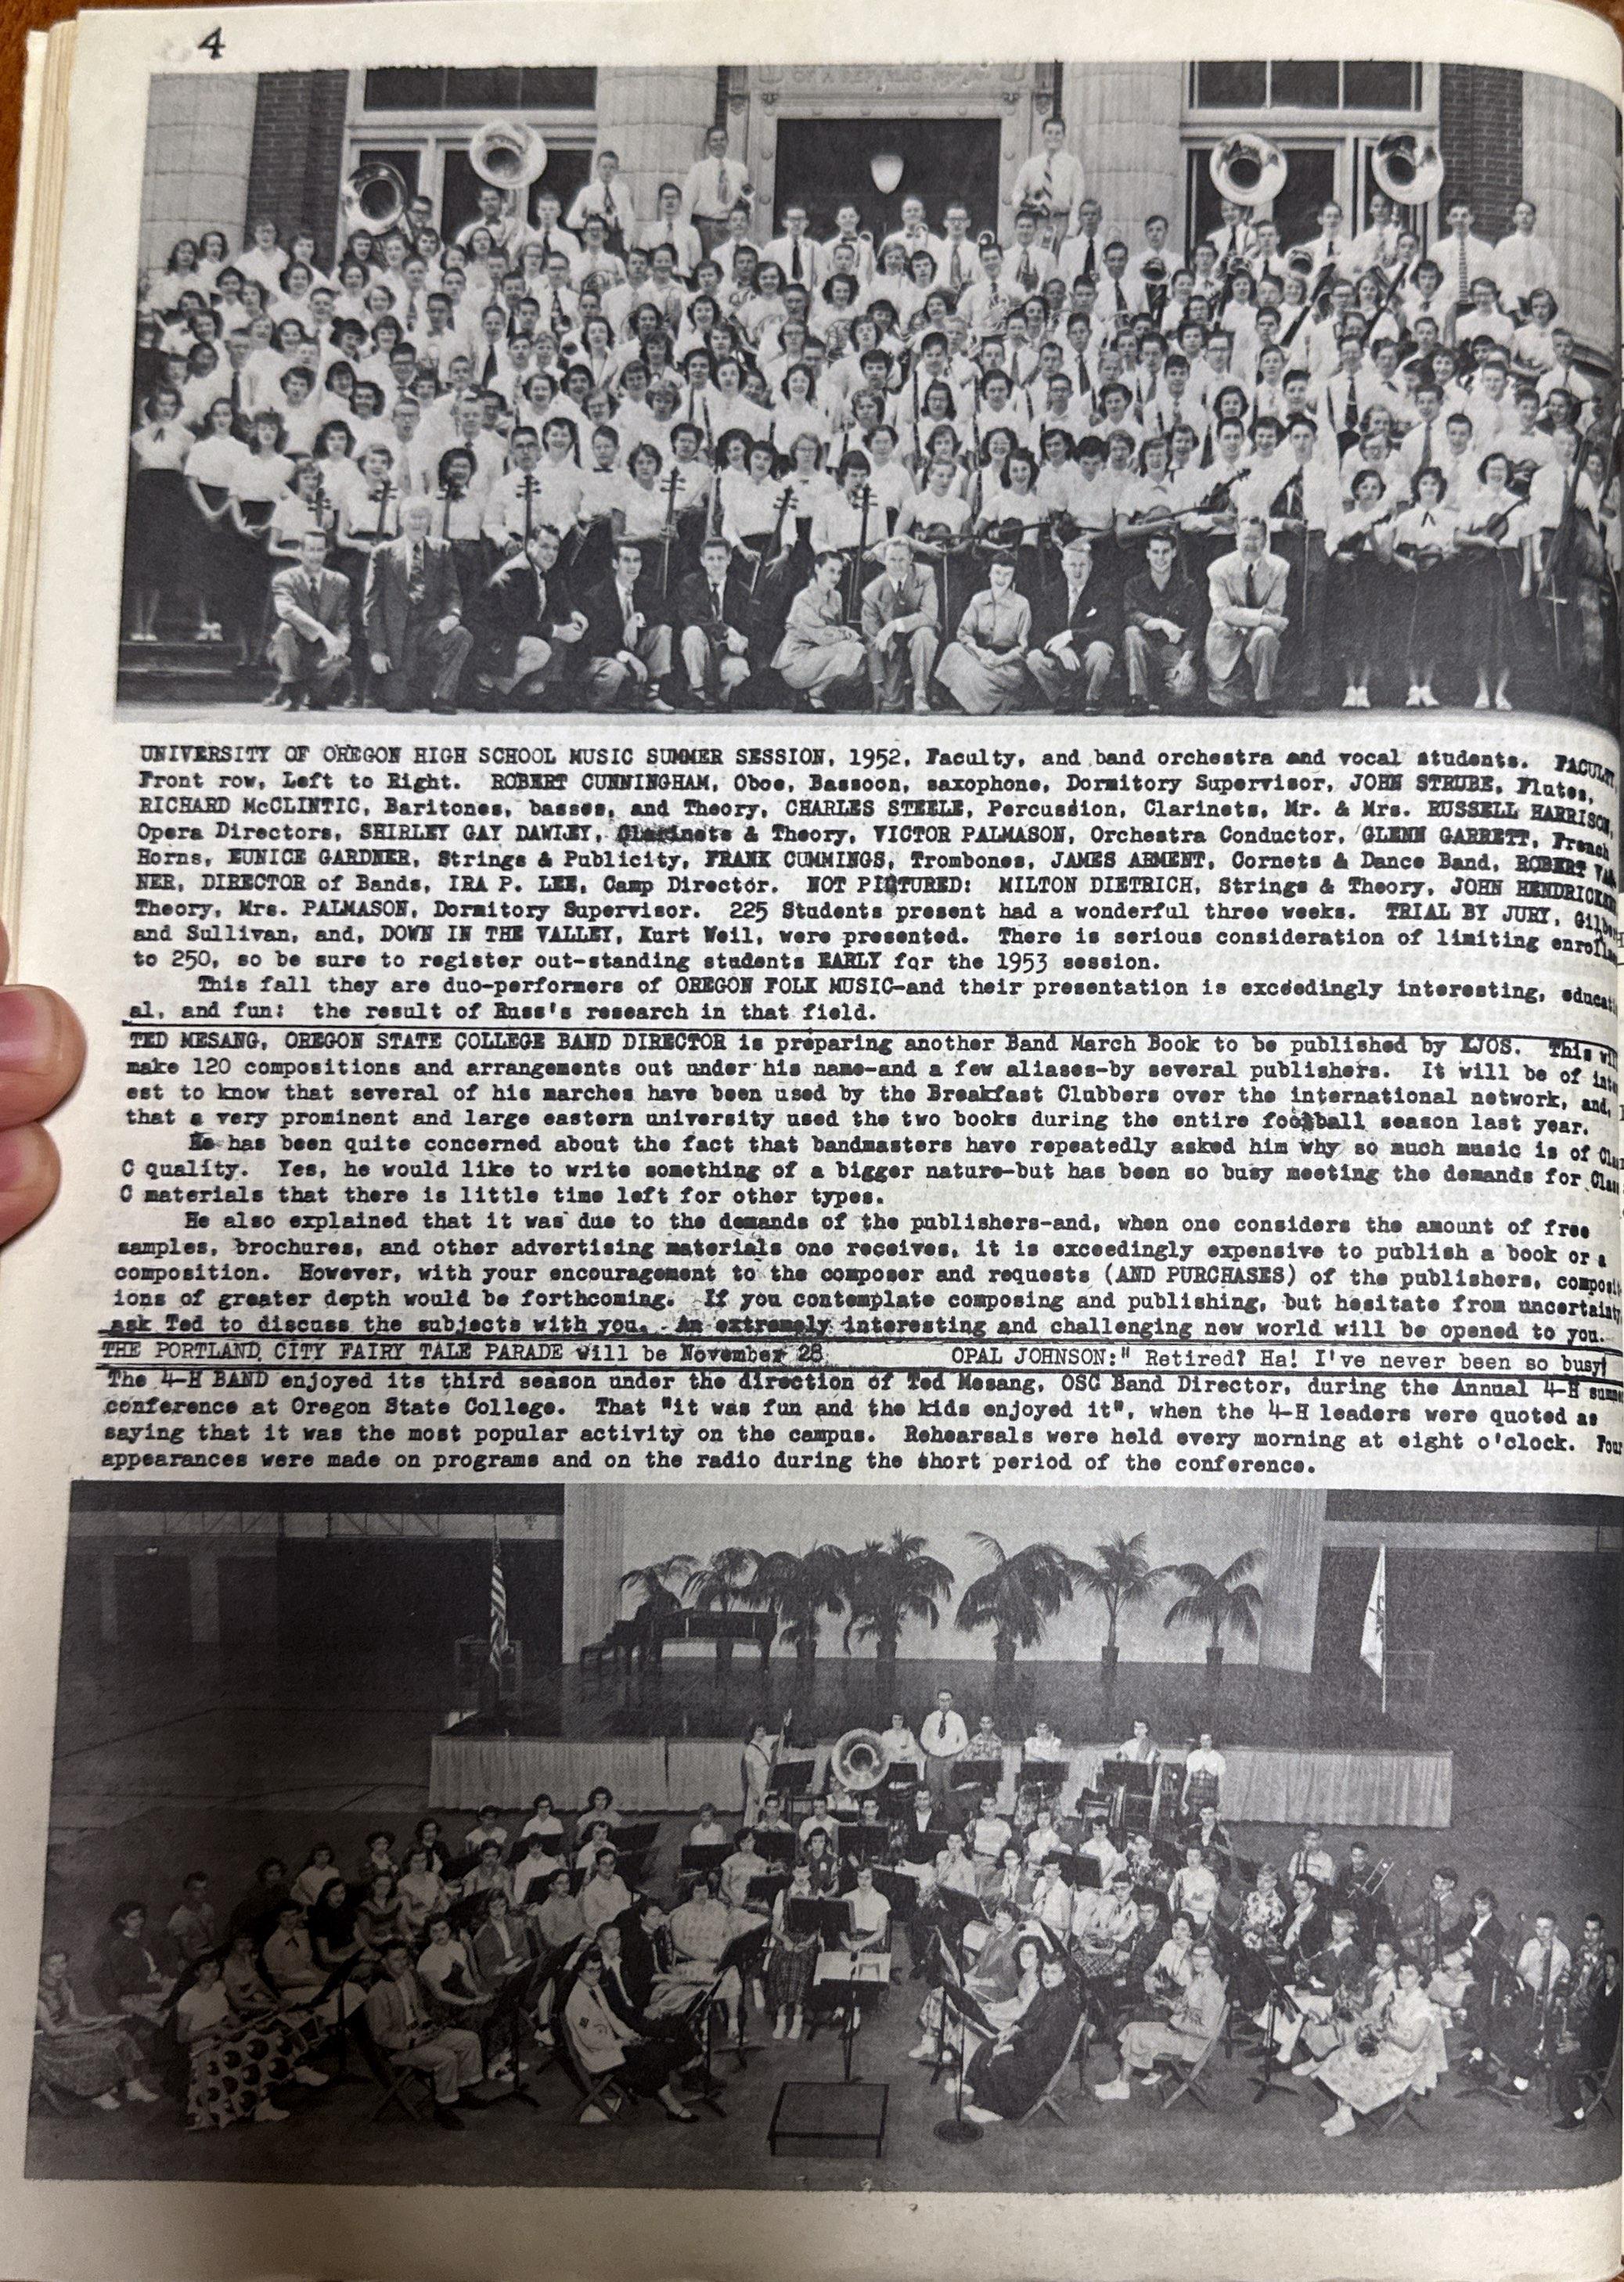 4
OF A REPUBLIC
UNIVERSITY OF OREGON HIGH SCHOOL MUSIC SUMMER SESSION, 1952, Faculty, and band orchestra and vocal students. FACULTY
Front row, Left to Right. ROBERT CUNNINGHAM, Oboe, Bassoon, saxophone, Dormitory Supervisor, JOHN STRUBE, Flutes,
RICHARD McCLINTIC, Baritones, basses, and Theory, CHARLES STEELE, Percussion, Clarinets, Mr. & Mrs. RUSSELL HARRISON,
Opera Directors, SHIRLEY GAY DAWLEY, Clarinets & Theory, VICTOR PALMASON, Orchestra Conductor, GLENN GARRETT, French
Horns, EUNICE GARDNER, Strings & Publicity, FRANK CUMMINGS, Trombones, JAMES ARMENT, Cornets & Dance Band, ROBERT
NER, DIRECTOR of Bands, IRA P. LEE, Camp Director. NOT PICTURED: MILTON DIETRICH, Strings & Theory, JOHN
Theory, Mrs. PALMASON, Dormitory Supervisor. 225 Students present had a wonderful three weeks. TRIAL BY JURY,
and Sullivan, and, DOWN IN THE VALLEY, Kurt Weil, were presented. There is serious consideration of limiting
to 250, so be sure to register out-standing students EARLY for the 1953 session.
This fall they are duo-performers of OREGON FOLK MUSIC-and their presentation is exceedingly interesting,
al, and fun: the result of Russ's research in that field.
TED MESANG, OREGON STATE COLLEGE BAND DIRECTOR is preparing another Band March Book to be published by KJOS. This
make 120 compositions and arrangements out under his name-and a few aliases-by several publishers. It will be of
est to know that several of his marches have been used by the Breakfast Clubbers over the international network, and,
that a very prominent and large eastern university used the two books during the entire football season last year.
He has been quite concerned about the fact that bandmasters have repeatedly asked him why so much music is of
C quality. Yes, he would like to write something of a bigger nature-but has been so busy meeting the demands for
C materials that there is little time left for other types.
He also explained that it was due to the demands of the publishers-and, when one considers the amount of free
samples, brochures, and other advertising materials one receives, it is exceedingly expensive to publish a book or a
composition. However, with your encouragement to the composer and requests (AND PURCHASES) of the publishers,
ions of greater depth would be forthcoming. If you contemplate composing and publishing, but hesitate from
ask Ted to discuss the subjects with you. An extremely interesting and challenging new world will be opened to you.
THE PORTLAND CITY FAIRY TALE PARADE will be November 28 OPAL JOHNSON:" Retired? Ha! I've never been so busy!
The 4-H BAND enjoyed its third season under the direction of Ted Mesang, OSC Band Director, during the Annual 4-H
conference at Oregon State College. That "it was fun and the kids enjoyed it", when the 4-H leaders were quoted as
saying that it was the most popular activity on the campus. Rehearsals were held every morning at eight o'clock. Four
appearances were made on programs and on the radio during the short period of the conference.